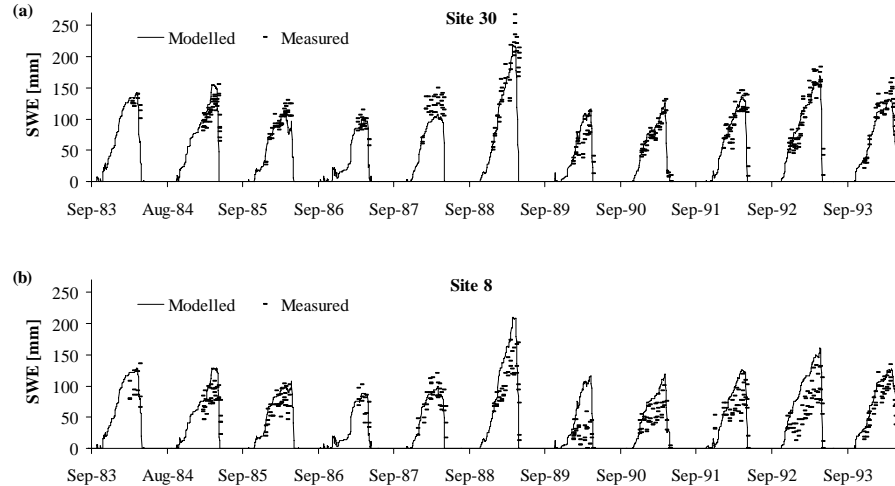 (a)
Site 30
Modelled Measured
SWE [mm]
250
200
150
100
50
0
Sep-83 Aug-84 Sep-85 Sep-86 Sep-87 Sep-88 Sep-89 Sep-90 Sep-91 Sep-92 Sep-93
(b)
Site 8
Modelled Measured
SWE [mm]
250
200
150
100
50
0
Sep-83 Aug-84 Sep-85 Sep-86 Sep-87 Sep-88 Sep-89 Sep-90 Sep-91 Sep-92 Sep-93